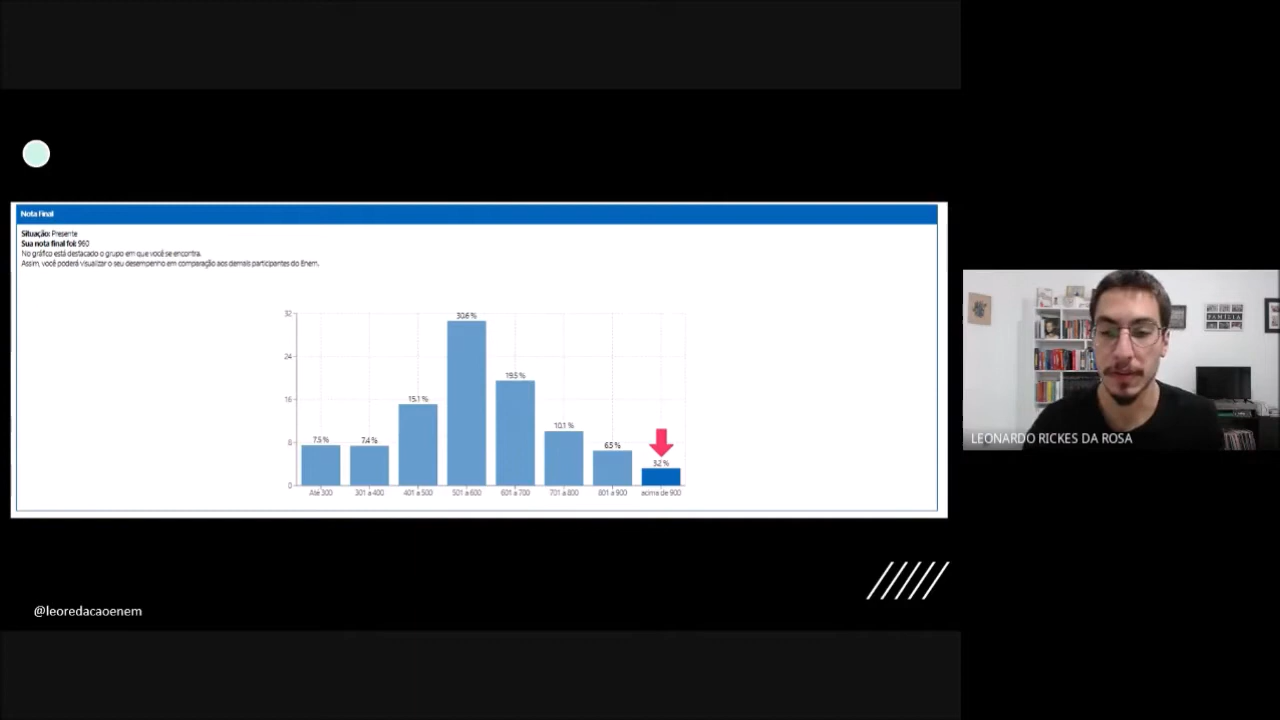 Nota Final
Situação: Presente
Sua nota final foi: 960
No gráfico está destacado o grupo em que você se encontra.
Assim, você poderá visualizar o seu desempenho em comparação aos demais participantes do Enem.
32
24
16
8
0
7.5 %
7.4 %
15.1 %
30.6 %
19.5 %
10.1 %
6.5 %
3.2 %
Até 300
301 a 400
401 a 500
501 a 600
601 a 700
701 a 800
801 a 900
acima de 900
FAMÍLIA
LEONARDO RICKES DA ROSA
@leoredacaoenem